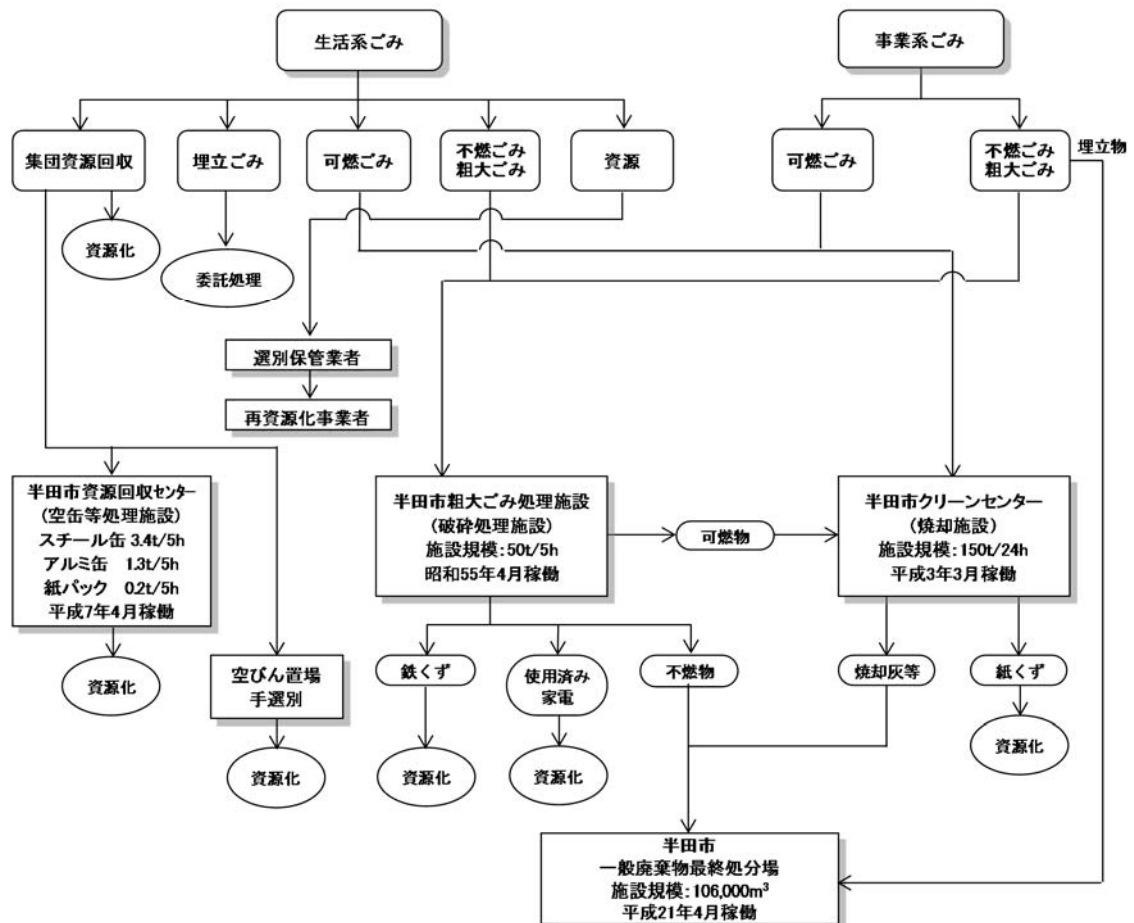 生活系ごみ
事業系ごみ
集団資源回収
埋立ごみ
可燃ごみ
不燃ごみ
粗大ごみ
資源
可燃ごみ
不燃ごみ
粗大ごみ
埋立物
資源化
委託処理
選別保管業者
再資源化事業者
半田市資源回収センター
(空缶等処理施設)
スチール缶 3.4t/5h
アルミ缶 1.3t/5h
紙パック 0.2t/5h
平成7年4月稼働
半田市粗大ごみ処理施設
(破砕処理施設)
施設規模:50t/5h
昭和55年4月稼働
可燃物
半田市クリーンセンター
(焼却施設)
施設規模:150t/24h
平成3年3月稼働
資源化
空びん置場
手選別
鉄くず
使用済み
家電
不燃物
焼却灰等
紙くず
資源化
資源化
資源化
資源化
半田市
一般廃棄物最終処分場
施設規模:106,000m³
平成21年4月稼働